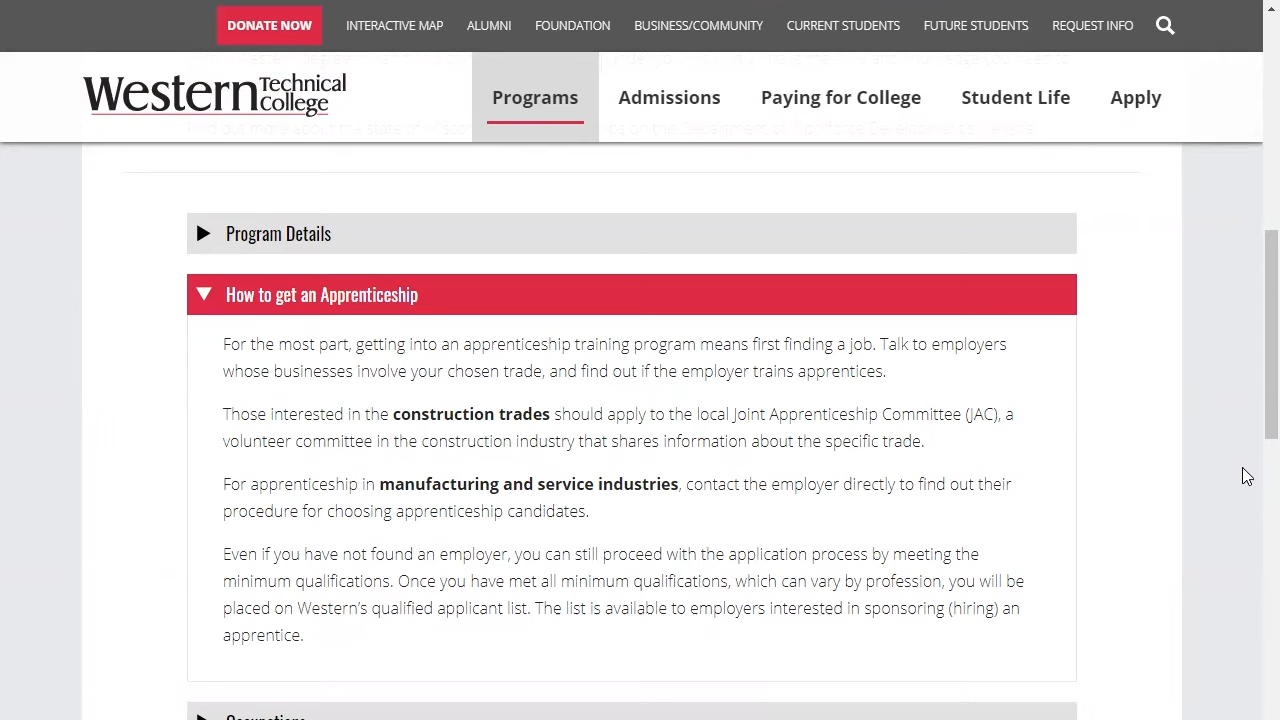 DONATE NOW INTERACTIVE MAP ALUMNI FOUNDATION BUSINESS/COMMUNITY CURRENT STUDENTS FUTURE STUDENTS REQUEST INFO
Western Technical College
Programs Admissions Paying for College Student Life Apply
Program Details
How to get an Apprenticeship
For the most part, getting into an apprenticeship training program means first finding a job. Talk to employers
whose businesses involve your chosen trade, and find out if the employer trains apprentices.
Those interested in the construction trades should apply to the local Joint Apprenticeship Committee (JAC), a
volunteer committee in the construction industry that shares information about the specific trade.
For apprenticeship in manufacturing and service industries, contact the employer directly to find out their
procedure for choosing apprenticeship candidates.
Even if you have not found an employer, you can still proceed with the application process by meeting the
minimum qualifications. Once you have met all minimum qualifications, which can vary by profession, you will be
placed on Western's qualified applicant list. The list is available to employers interested in sponsoring (hiring) an
apprentice.
Occupations